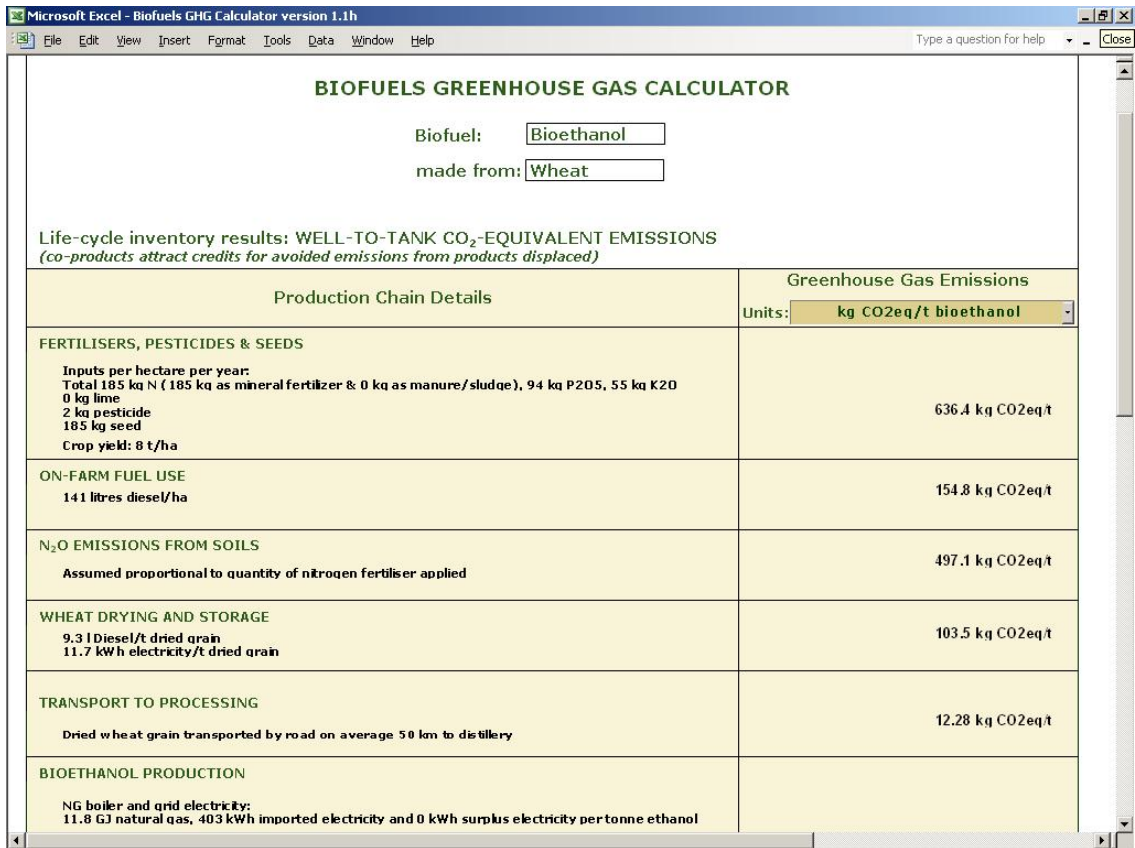 Microsoft Excel - Biofuels GHG Calculator version 1.1h
File Edit View Insert Format Tools Data Window Help Type a question for help Close
BIOFUELS GREENHOUSE GAS CALCULATOR
Biofuel: Bioethanol
made from: Wheat
Life-cycle inventory results: WELL-TO-TANK CO₂-EQUIVALENT EMISSIONS
(co-products attract credits for avoided emissions from products displaced)
Production Chain Details
Greenhouse Gas Emissions
Units: kg CO2eq/t bioethanol
FERTILISERS, PESTICIDES & SEEDS
Inputs per hectare per year:
Total 185 kg N ( 185 kg as mineral fertilizer & 0 kg as manure/sludge), 94 kg P2O5, 55 kg K2O
0 kg lime
2 kg pesticide
185 kg seed
Crop yield: 8 t/ha
636.4 kg CO2eq/t
ON-FARM FUEL USE
141 litres diesel/ha
154.8 kg CO2eq/t
N₂O EMISSIONS FROM SOILS
Assumed proportional to quantity of nitrogen fertiliser applied
497.1 kg CO2eq/t
WHEAT DRYING AND STORAGE
9.3 l Diesel/t dried grain
11.7 kWh electricity/t dried grain
103.5 kg CO2eq/t
TRANSPORT TO PROCESSING
Dried wheat grain transported by road on average 50 km to distillery
12.28 kg CO2eq/t
BIOETHANOL PRODUCTION
NG boiler and grid electricity:
11.8 GJ natural gas, 403 kWh imported electricity and 0 kWh surplus electricity per tonne ethanol